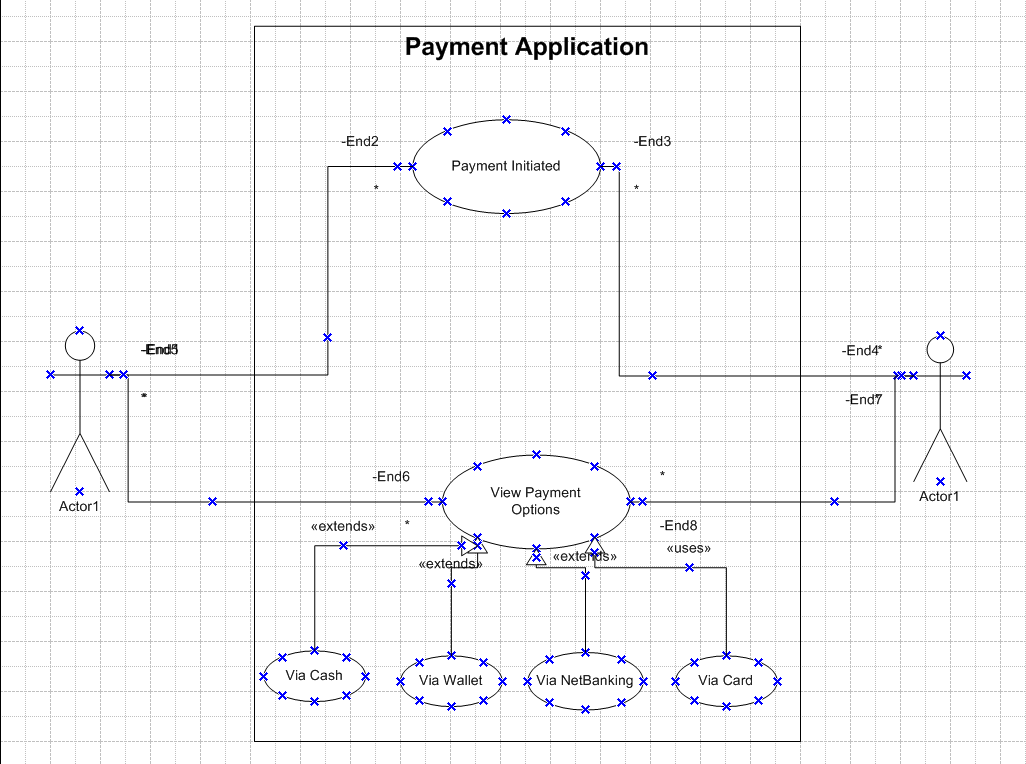 Payment Application
-End2
-End3
Payment Initiated
*
*
-End5
-End4
*
*
-End7
Actor1
Actor1
-End6
*
View Payment
Options
«extends»
*
-End8
«uses»
«extends»
«extends»
Via Cash
Via Wallet
Via NetBanking
Via Card